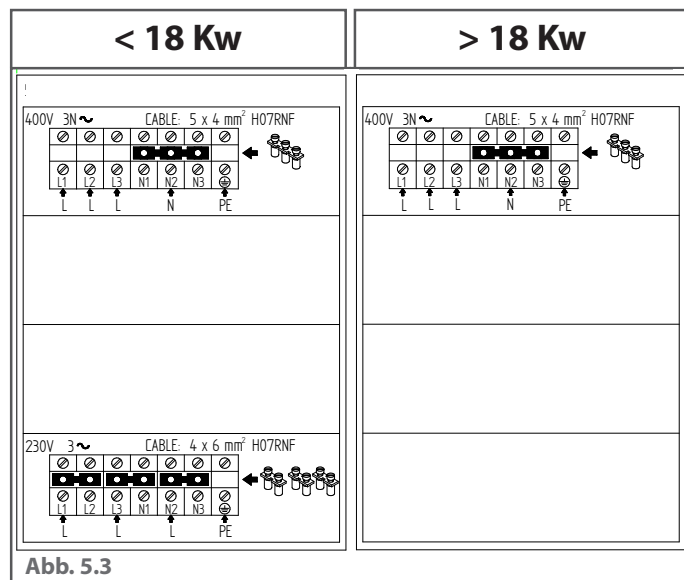 < 18 Kw
> 18 Kw
400V 3N~ CABLE: 5 x 4 mm² H07RNF
L1 L2 L3 N1 N2 N3
L L L N PE
230V 3~ CABLE: 4 x 6 mm² H07RNF
L1 L2 L3 N1 N2 N3
L L L PE
400V 3N~ CABLE: 5 x 4 mm² H07RNF
L1 L2 L3 N1 N2 N3
L L L N PE
Abb. 5.3